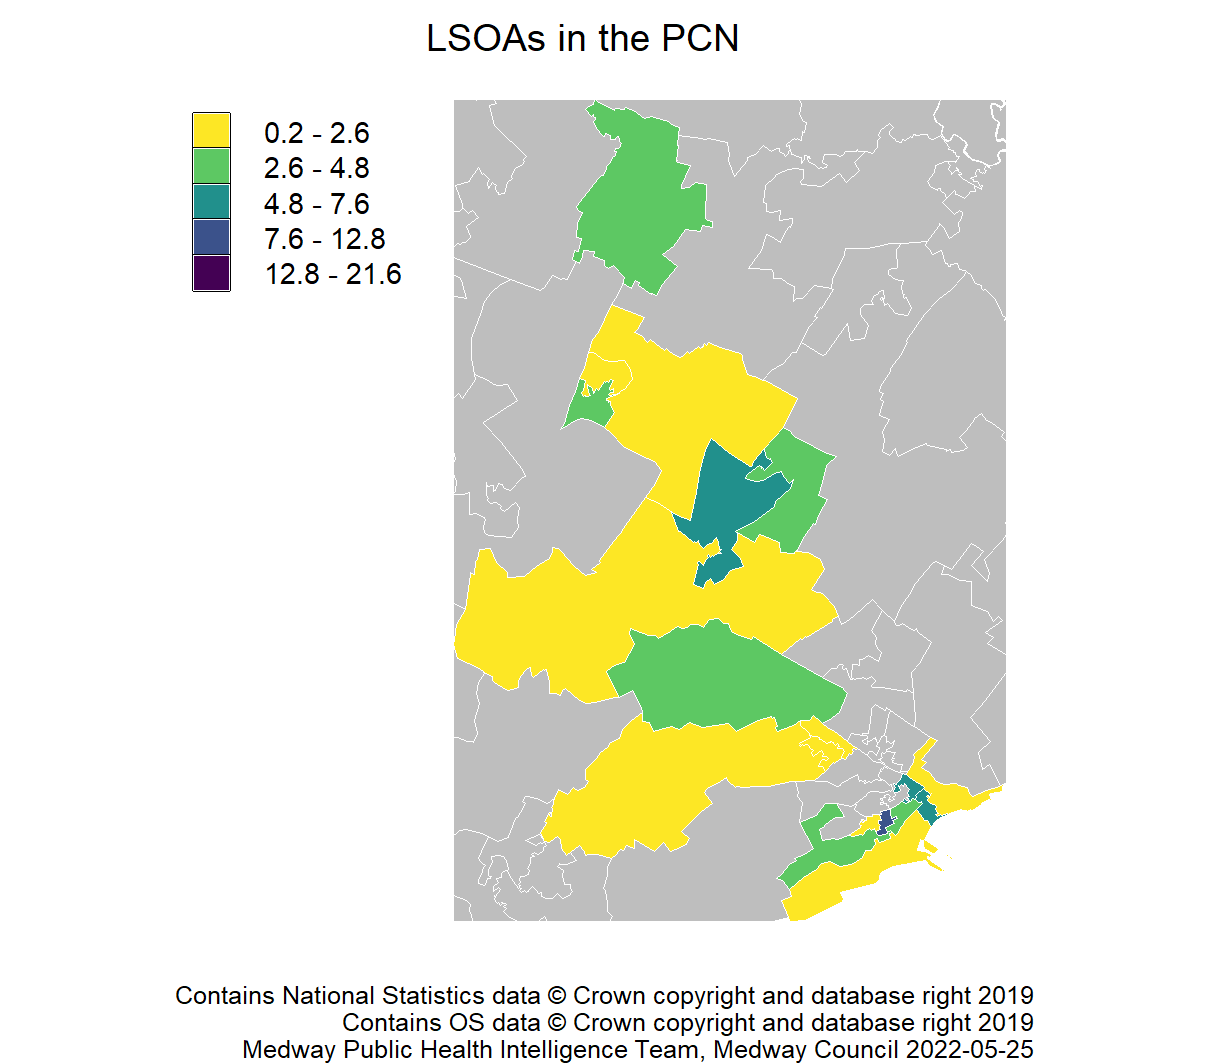 LSOAs in the PCN
0.2 - 2.6
2.6 - 4.8
4.8 - 7.6
7.6 - 12.8
12.8 - 21.6
Contains National Statistics data © Crown copyright and database right 2019
Contains OS data © Crown copyright and database right 2019
Medway Public Health Intelligence Team, Medway Council 2022-05-25